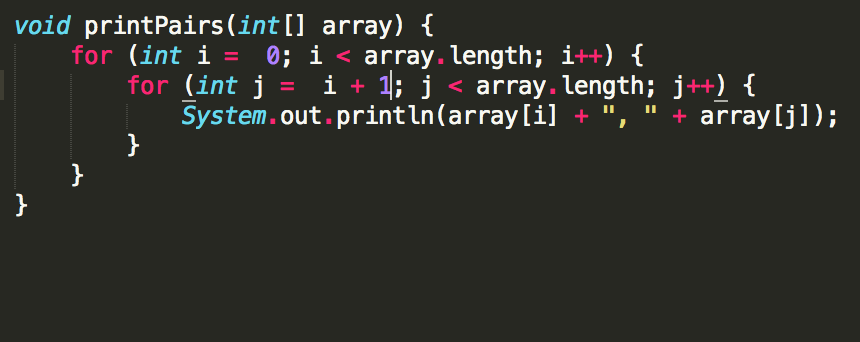 void printPairs(int[] array) {
    for (int i =  0; i < array.length; i++) {
        for (int j =  i + 1; j < array.length; j++) {
            System.out.println(array[i] + ", " + array[j]);
        }
    }
}